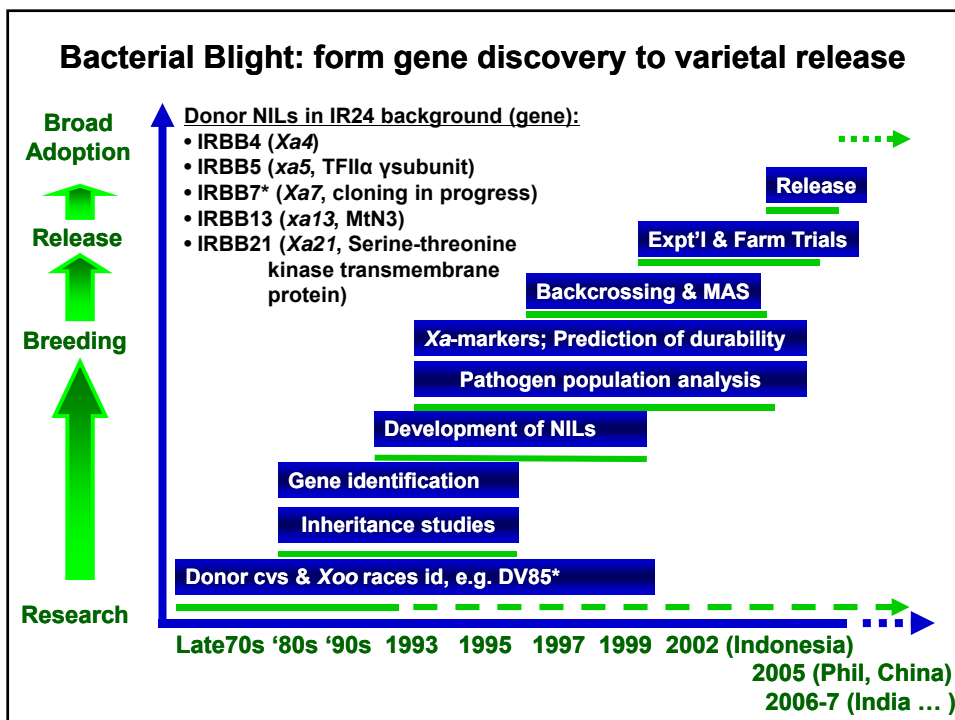 Bacterial Blight: form gene discovery to varietal release
Broad
Adoption
Release
Breeding
Research
Donor NILs in IR24 background (gene):
• IRBB4 (Xa4)
• IRBB5 (xa5, TFIIα γsubunit)
• IRBB7* (Xa7, cloning in progress)
• IRBB13 (xa13, MtN3)
• IRBB21 (Xa21, Serine-threonine
kinase transmembrane
protein)
Release
Expt'l & Farm Trials
Backcrossing & MAS
Xa-markers; Prediction of durability
Pathogen population analysis
Development of NILs
Gene identification
Inheritance studies
Donor cvs & Xoo races id, e.g. DV85*
Late70s ‘80s ‘90s 1993 1995 1997 1999 2002 (Indonesia)
2005 (Phil, China)
2006-7 (India … )